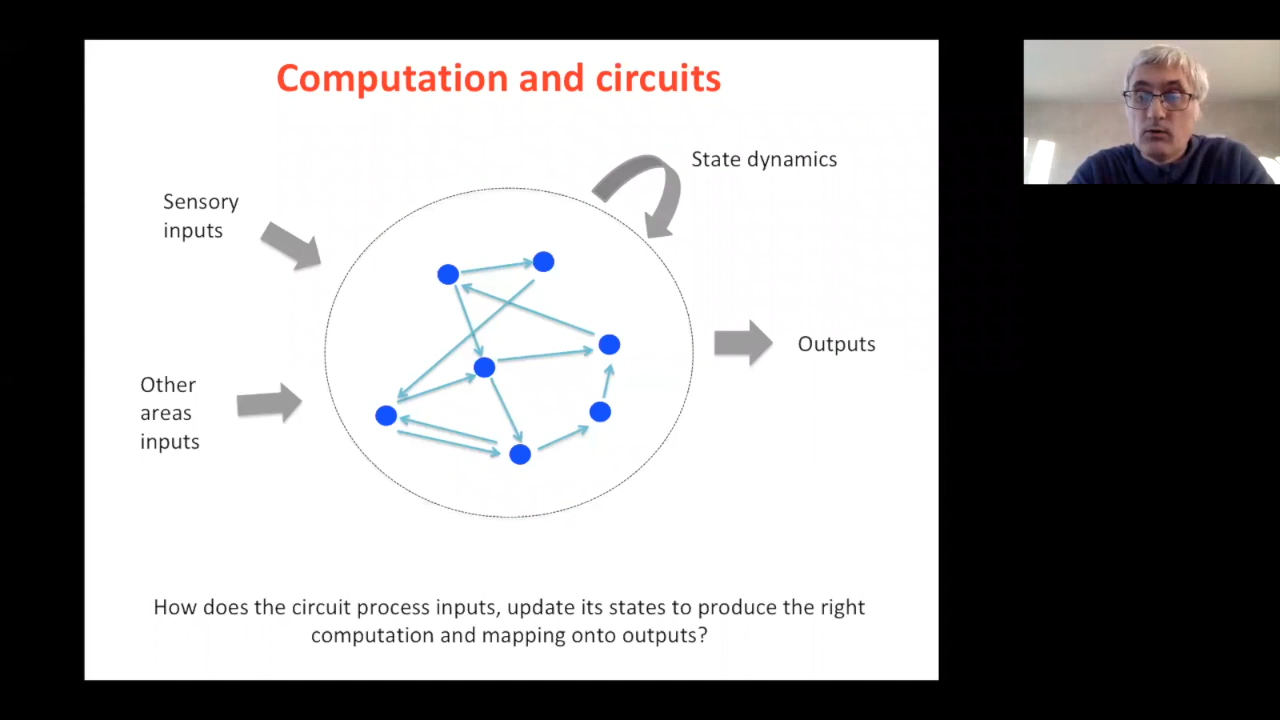 Computation and circuits
State dynamics
Sensory
inputs
Outputs
Other
areas
inputs
How does the circuit process inputs, update its states to produce the right
computation and mapping onto outputs?